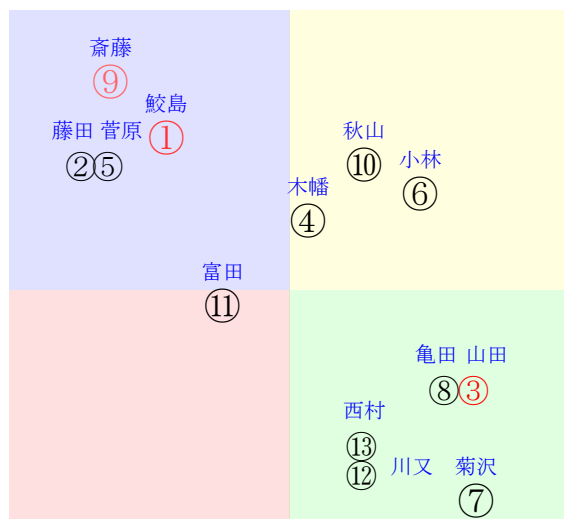 斎藤
⑨
鮫島
①
藤田 菅原
②⑤
秋山
⑩
小林
⑥
木幡
④
富田
⑪
亀田 山田
⑧③
西村
⑬
⑫ 川又
菊沢
⑦